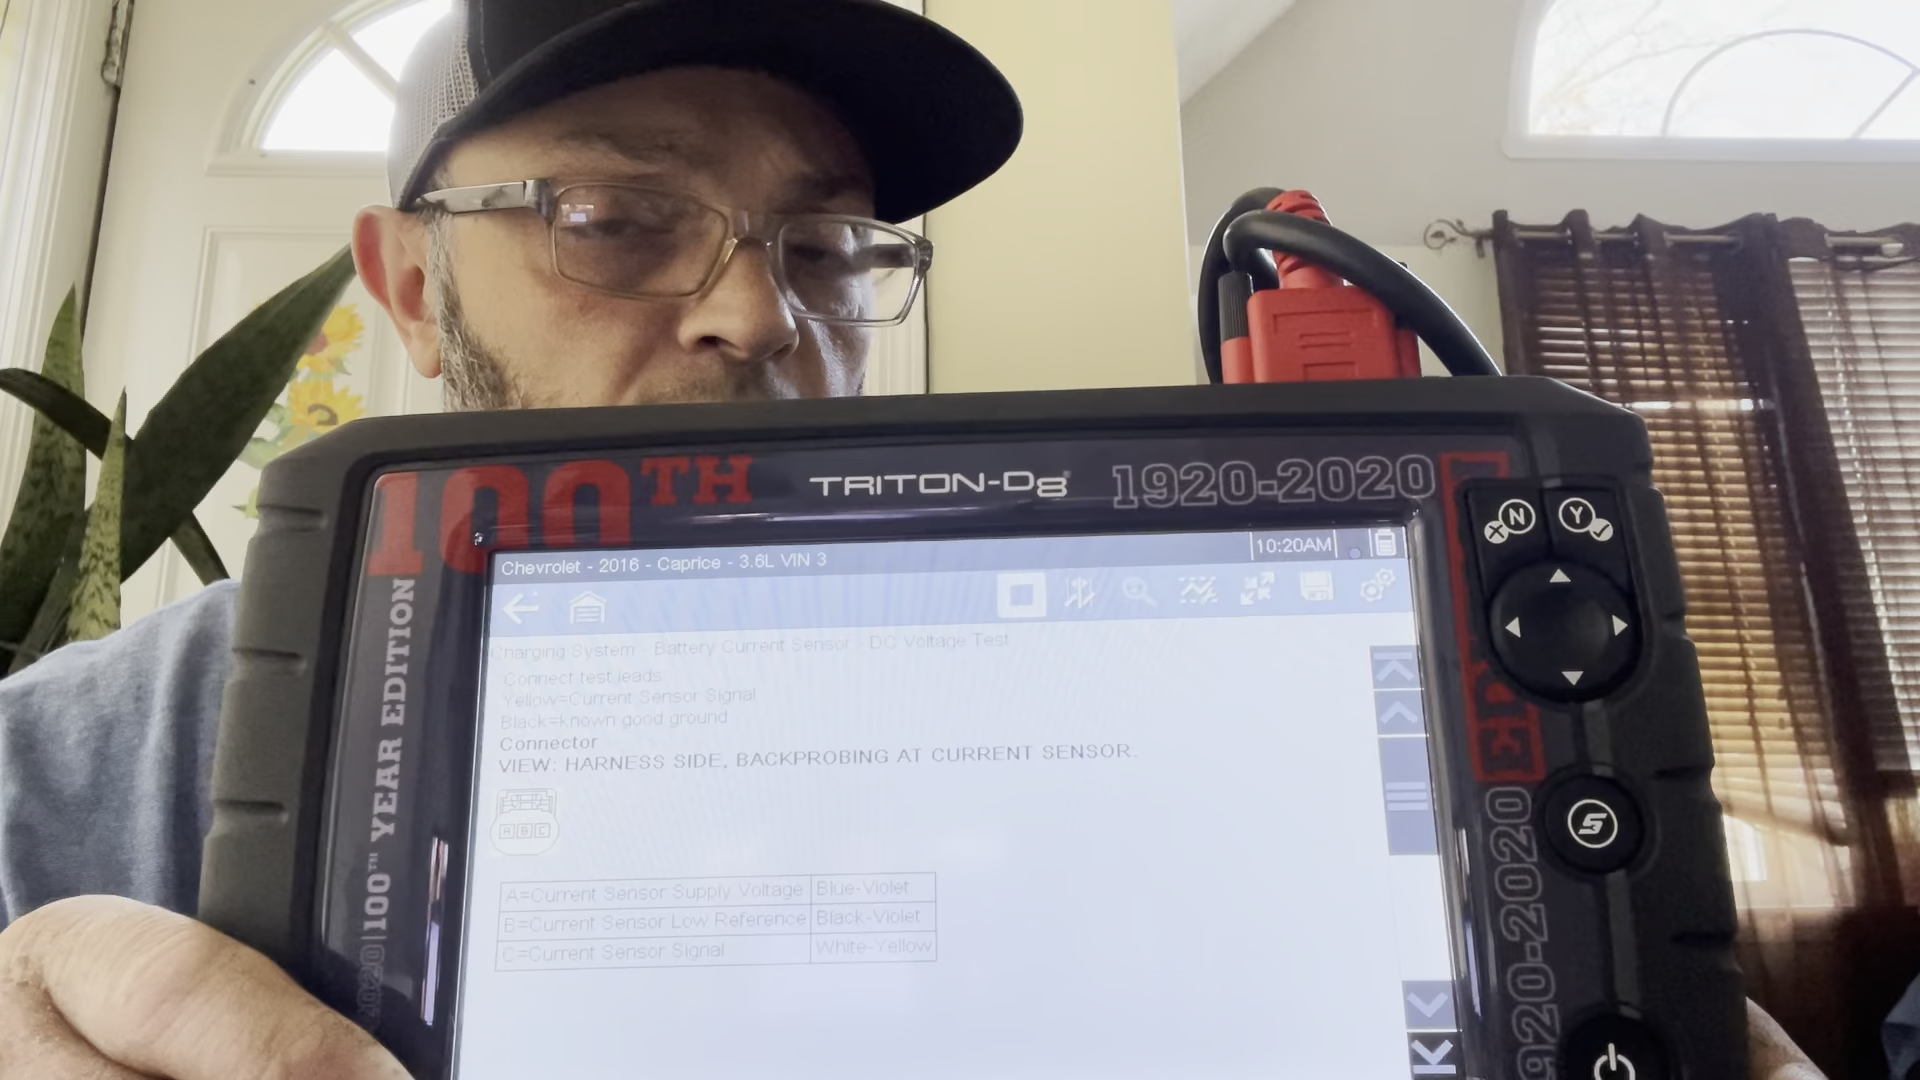 100TH TRITON-D8 1920-2020
100™ YEAR EDITION
2020
Chevrolet - 2016 - Caprice - 3.6L VIN 3
10:20AM
N
Y
Charging System - Battery Current Sensor - DC Voltage Test
Connect test leads
Yellow=Current Sensor Signal
Black=known good ground
Connector
VIEW: HARNESS SIDE, BACKPROBING AT CURRENT SENSOR.
A B C
A=Current Sensor Supply Voltage Blue-Violet
B=Current Sensor Low Reference Black-Violet
C=Current Sensor Signal White-Yellow
S
920-2020